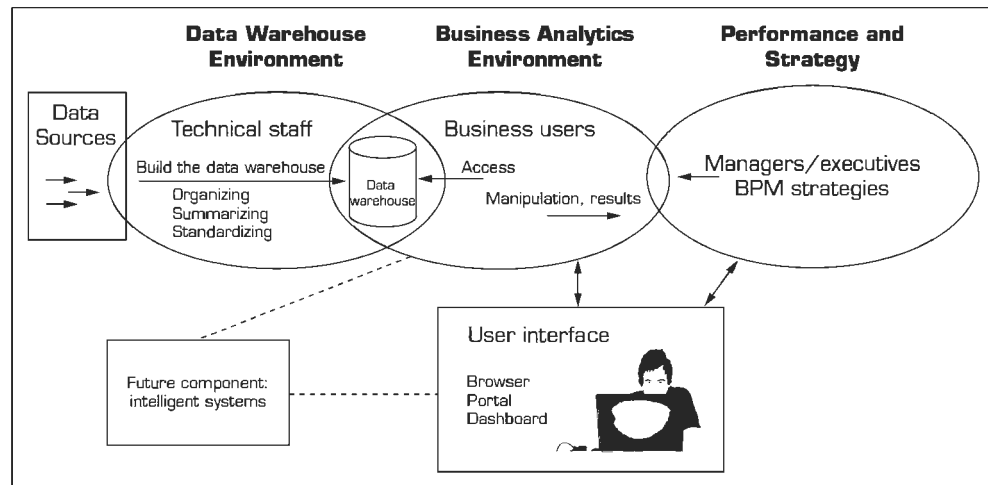 Data Warehouse
Environment
Business Analytics
Environment
Performance and
Strategy
Data
Sources
Technical staff
Build the data warehouse
Organizing
Summarizing
Standardizing
Data
warehouse
Business users
Access
Manipulation, results
Managers/executives
BPM strategies
Future component:
intelligent systems
User interface
Browser
Portal
Dashboard